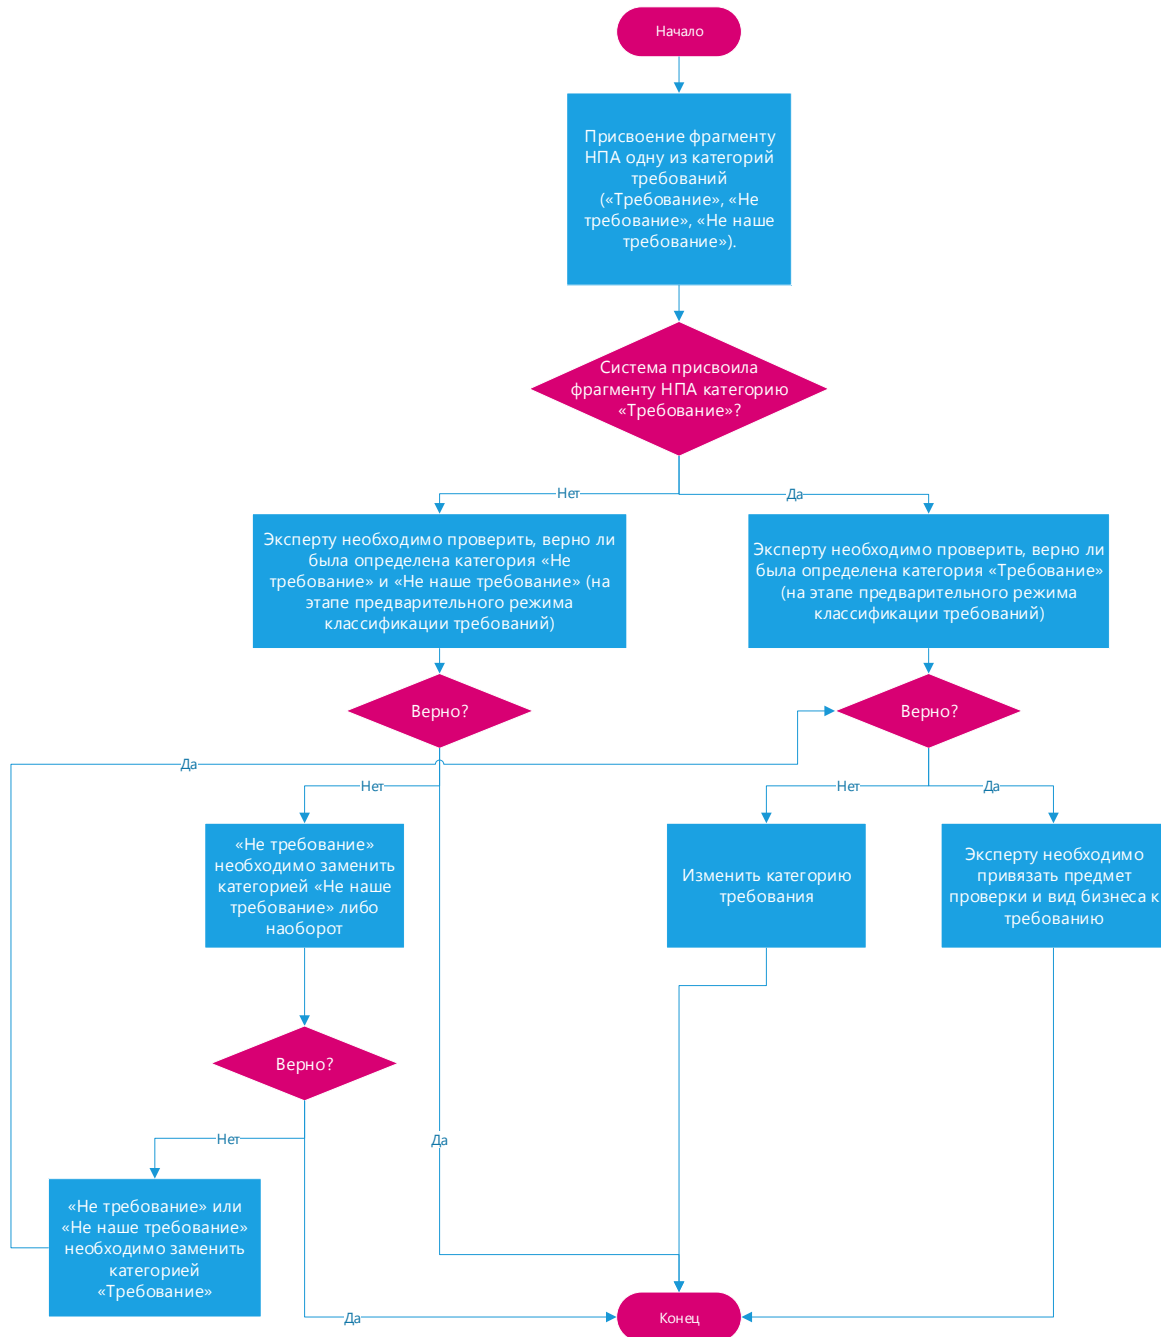 Начало
Присвоение фрагменту
НПА одну из категорий
требований
(«Требование», «Не
требование», «Не наше
требование»).
Система присвоила
фрагменту НПА категорию
«Требование»?
Нет
Да
Эксперту необходимо проверить, верно ли
была определена категория «Не
требование» и «Не наше требование» (на
этапе предварительного режима
классификации требований)
Эксперту необходимо проверить, верно ли
была определена категория «Требование»
(на этапе предварительного режима
классификации требований)
Верно?
Верно?
Да
Нет
Нет
Да
«Не требование»
необходимо заменить
категорией «Не наше
требование» либо
наоборот
Изменить категорию
требования
Эксперту необходимо
привязать предмет
проверки и вид бизнеса к
требованию
Верно?
Нет
Да
«Не требование» или
«Не наше требование»
необходимо заменить
категорией
«Требование»
Да
Конец